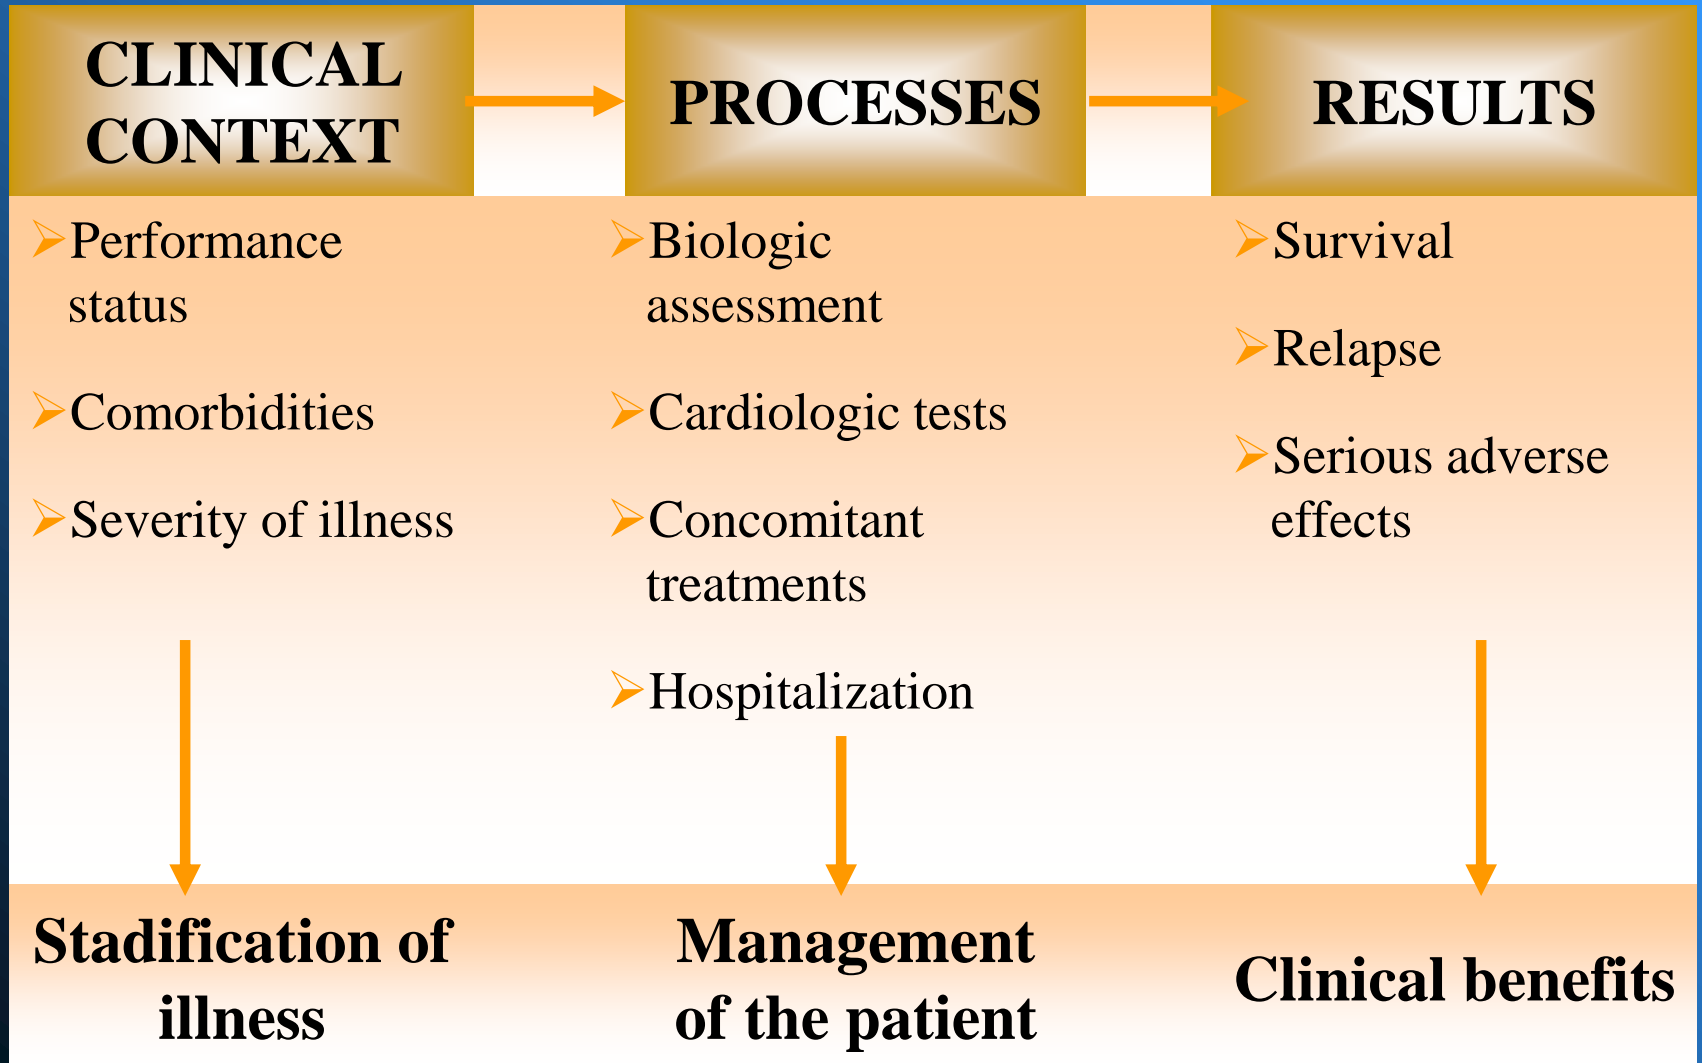 CLINICAL
CONTEXT
PROCESSES
RESULTS
Performance
status
Comorbidities
Severity of illness
Biologic
assessment
Cardiologic tests
Concomitant
treatments
Hospitalization
Survival
Relapse
Serious adverse
effects
Stadification of
illness
Management
of the patient
Clinical benefits